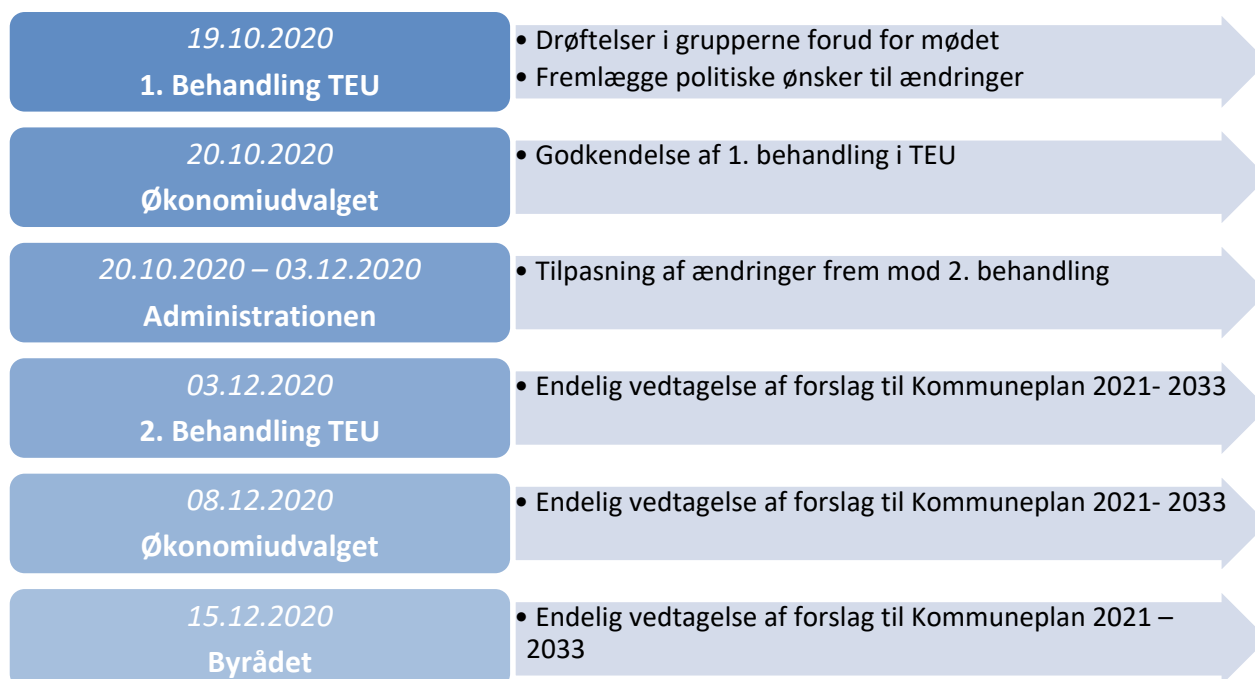 19.10.2020
1. Behandling TEU
• Drøftelser i grupperne forud for mødet
• Fremlægge politiske ønsker til ændringer
20.10.2020
Økonomiudvalget
• Godkendelse af 1. behandling i TEU
20.10.2020 – 03.12.2020
Administrationen
• Tilpasning af ændringer frem mod 2. behandling
03.12.2020
2. Behandling TEU
• Endelig vedtagelse af forslag til Kommuneplan 2021- 2033
08.12.2020
Økonomiudvalget
• Endelig vedtagelse af forslag til Kommuneplan 2021- 2033
15.12.2020
Byrådet
• Endelig vedtagelse af forslag til Kommuneplan 2021 –
2033